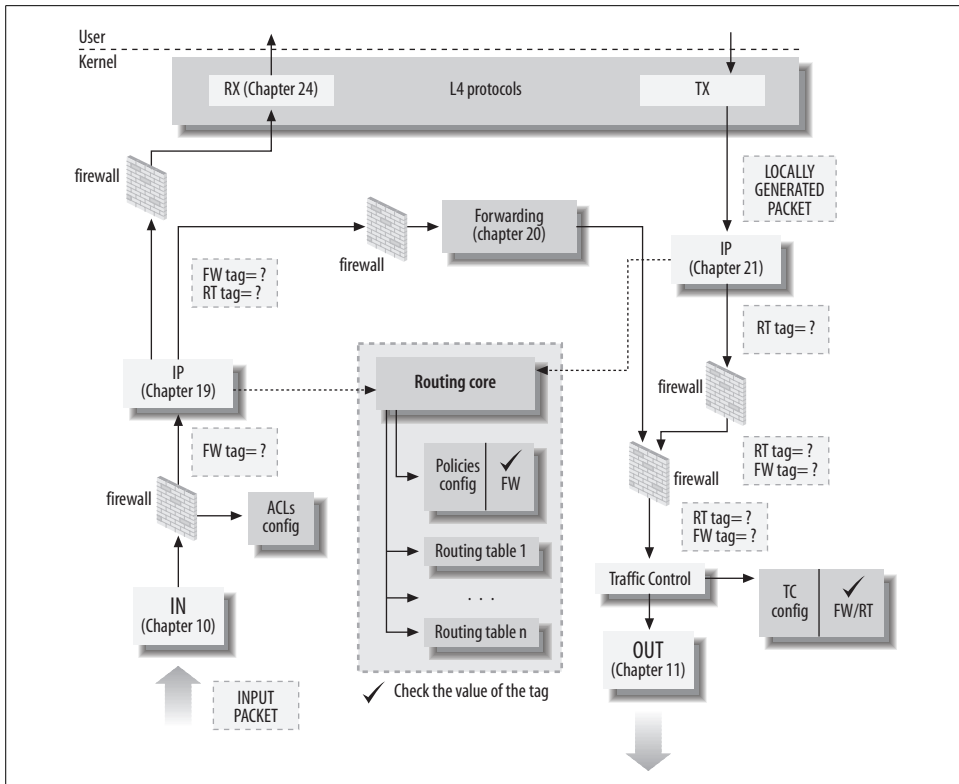 User
Kernel
RX (Chapter 24)
L4 protocols
TX
firewall
LOCALLY
GENERATED
PACKET
firewall
Forwarding
(chapter 20)
IP
(Chapter 21)
FW tag= ?
RT tag= ?
RT tag= ?
IP
(Chapter 19)
Routing core
firewall
FW tag= ?
Policies
config
FW
RT tag= ?
FW tag= ?
firewall
firewall
ACLs
config
RT tag= ?
FW tag= ?
Routing table 1
Traffic Control
TC
config
FW/RT
. . .
IN
(Chapter 10)
Routing table n
OUT
(Chapter 11)
Check the value of the tag
INPUT
PACKET